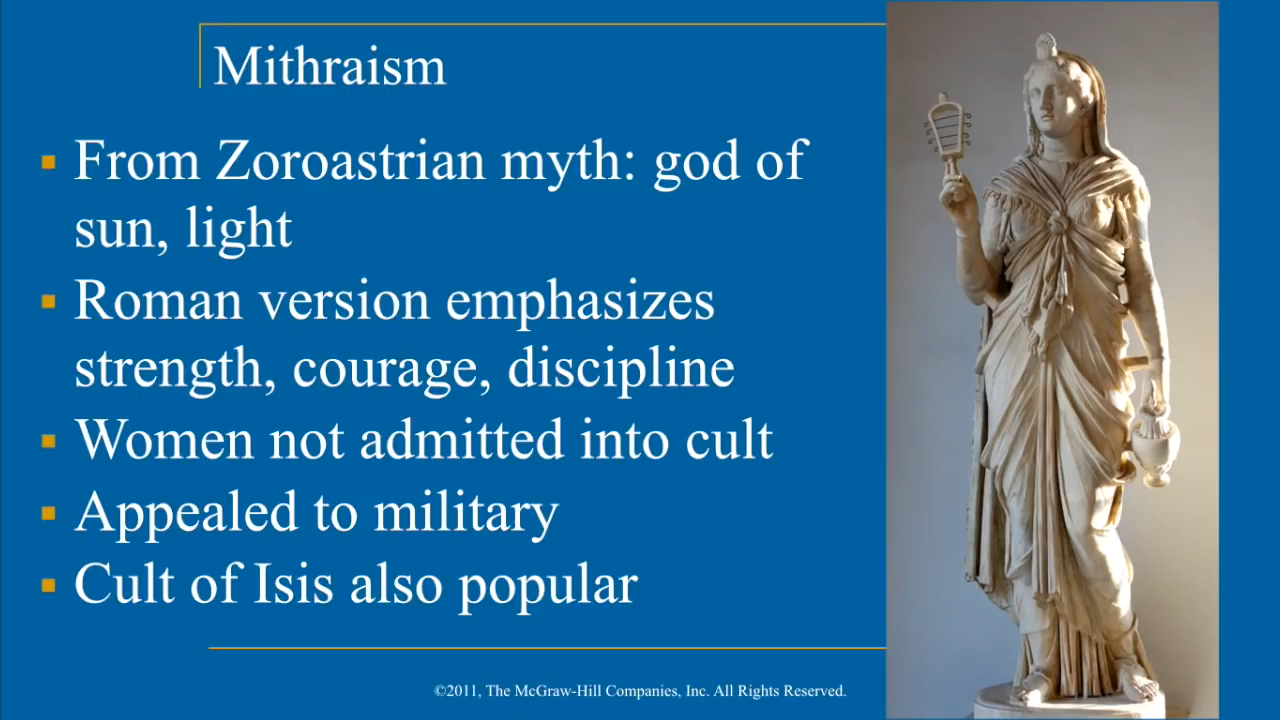 Mithraism
▪ From Zoroastrian myth: god of
sun, light
▪ Roman version emphasizes
strength, courage, discipline
▪ Women not admitted into cult
▪ Appealed to military
▪ Cult of Isis also popular
©2011, The McGraw-Hill Companies, Inc. All Rights Reserved.